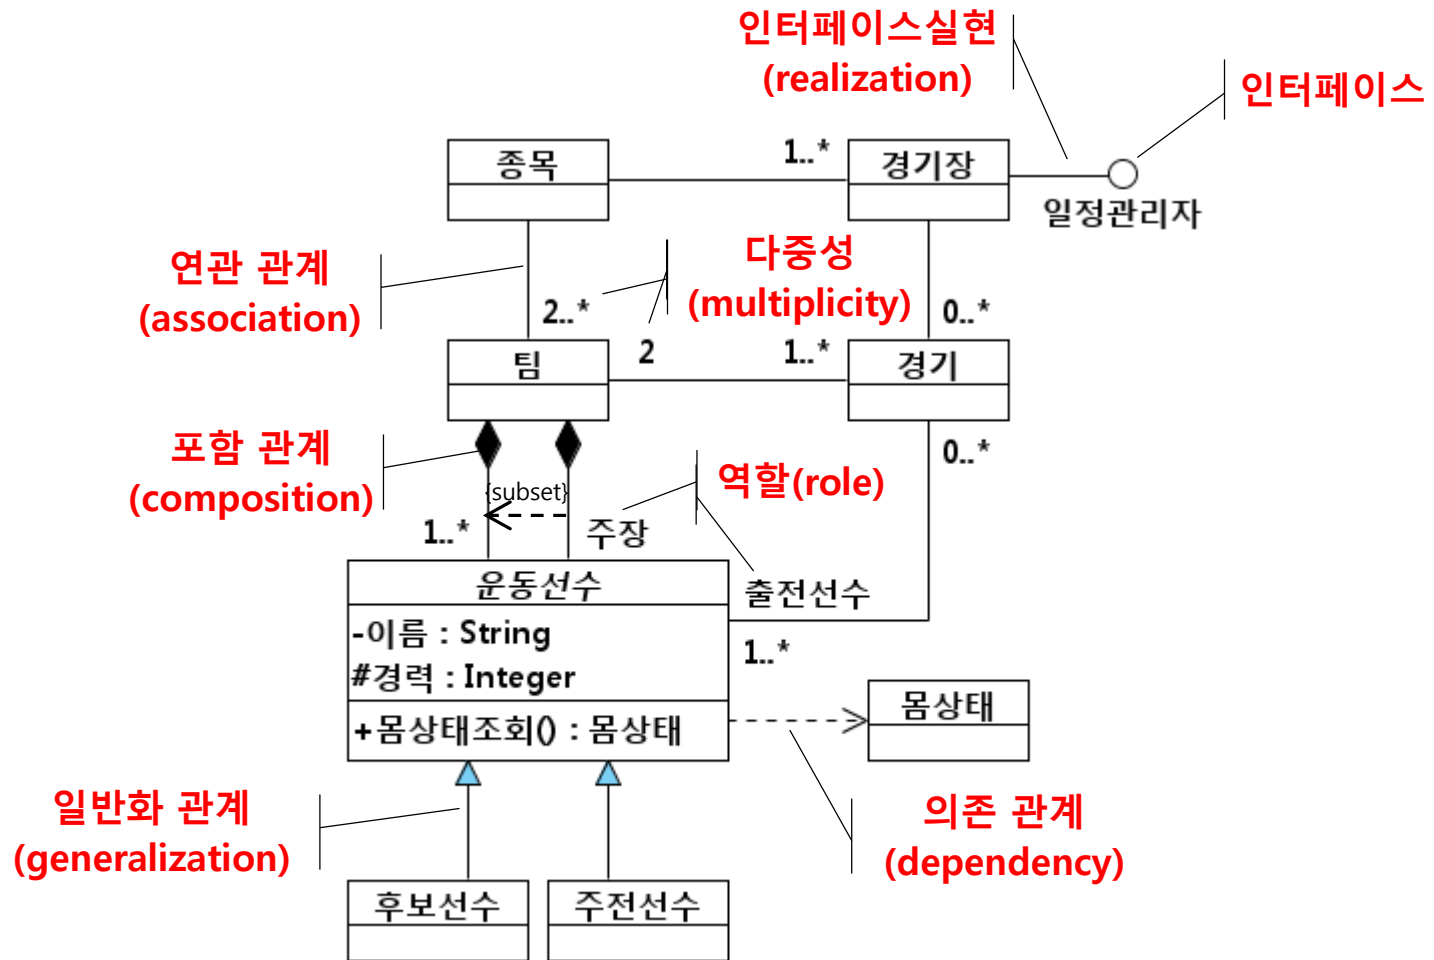 인터페이스실현
(realization)
인터페이스
종목
1..*
경기장
일정관리자
연관 관계
(association)
다중성
(multiplicity)
2..*
0..*
팀
2
1..*
경기
포함 관계
(composition)
0..*
역할(role)
{subset}
1..*
주장
운동선수
출전선수
-이름 : String
1..*
#경력 : Integer
+몸상태조회() : 몸상태
몸상태
일반화 관계
(generalization)
의존 관계
(dependency)
후보선수
주전선수